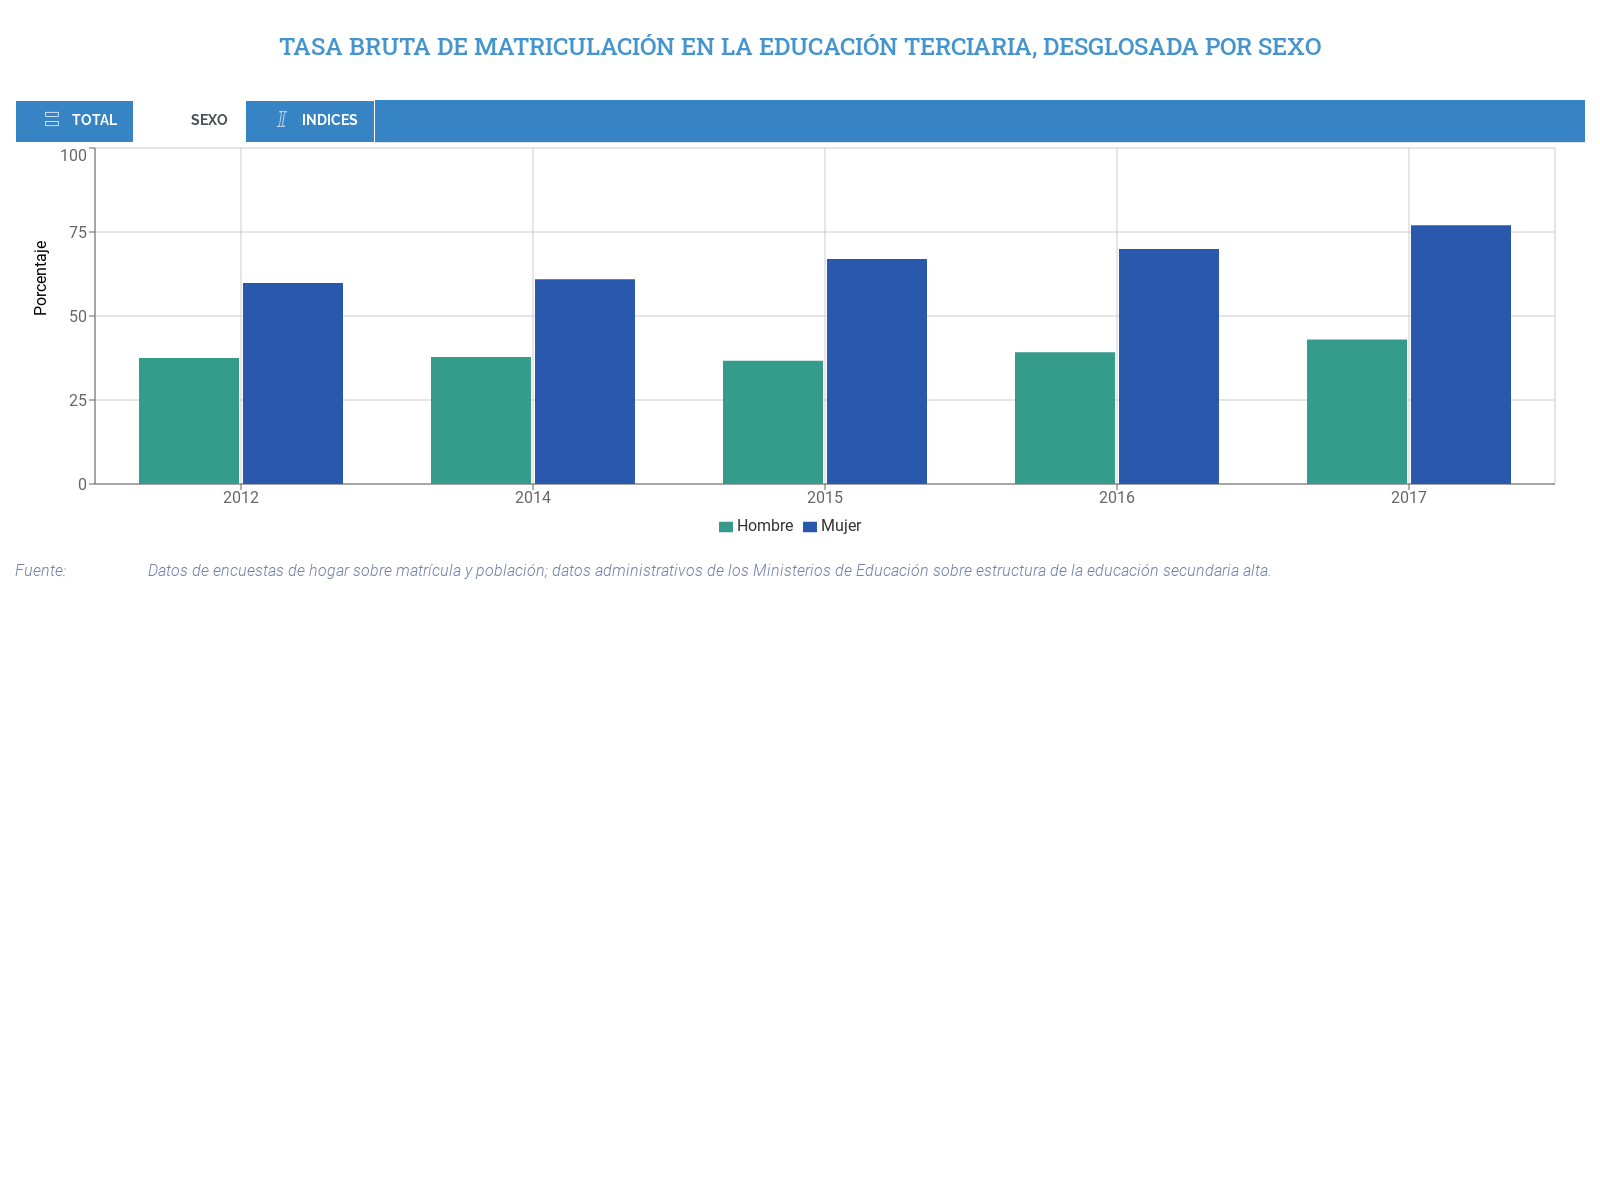 TASA BRUTA DE MATRICULACIÓN EN LA EDUCACIÓN TERCIARIA, DESGLOSADA POR SEXO
TOTAL SEXO INDICES
Porcentaje
100
75
50
25
0
2012 2014 2015 2016 2017
Hombre Mujer
Fuente: Datos de encuestas de hogar sobre matrícula y población; datos administrativos de los Ministerios de Educación sobre estructura de la educación secundaria alta.